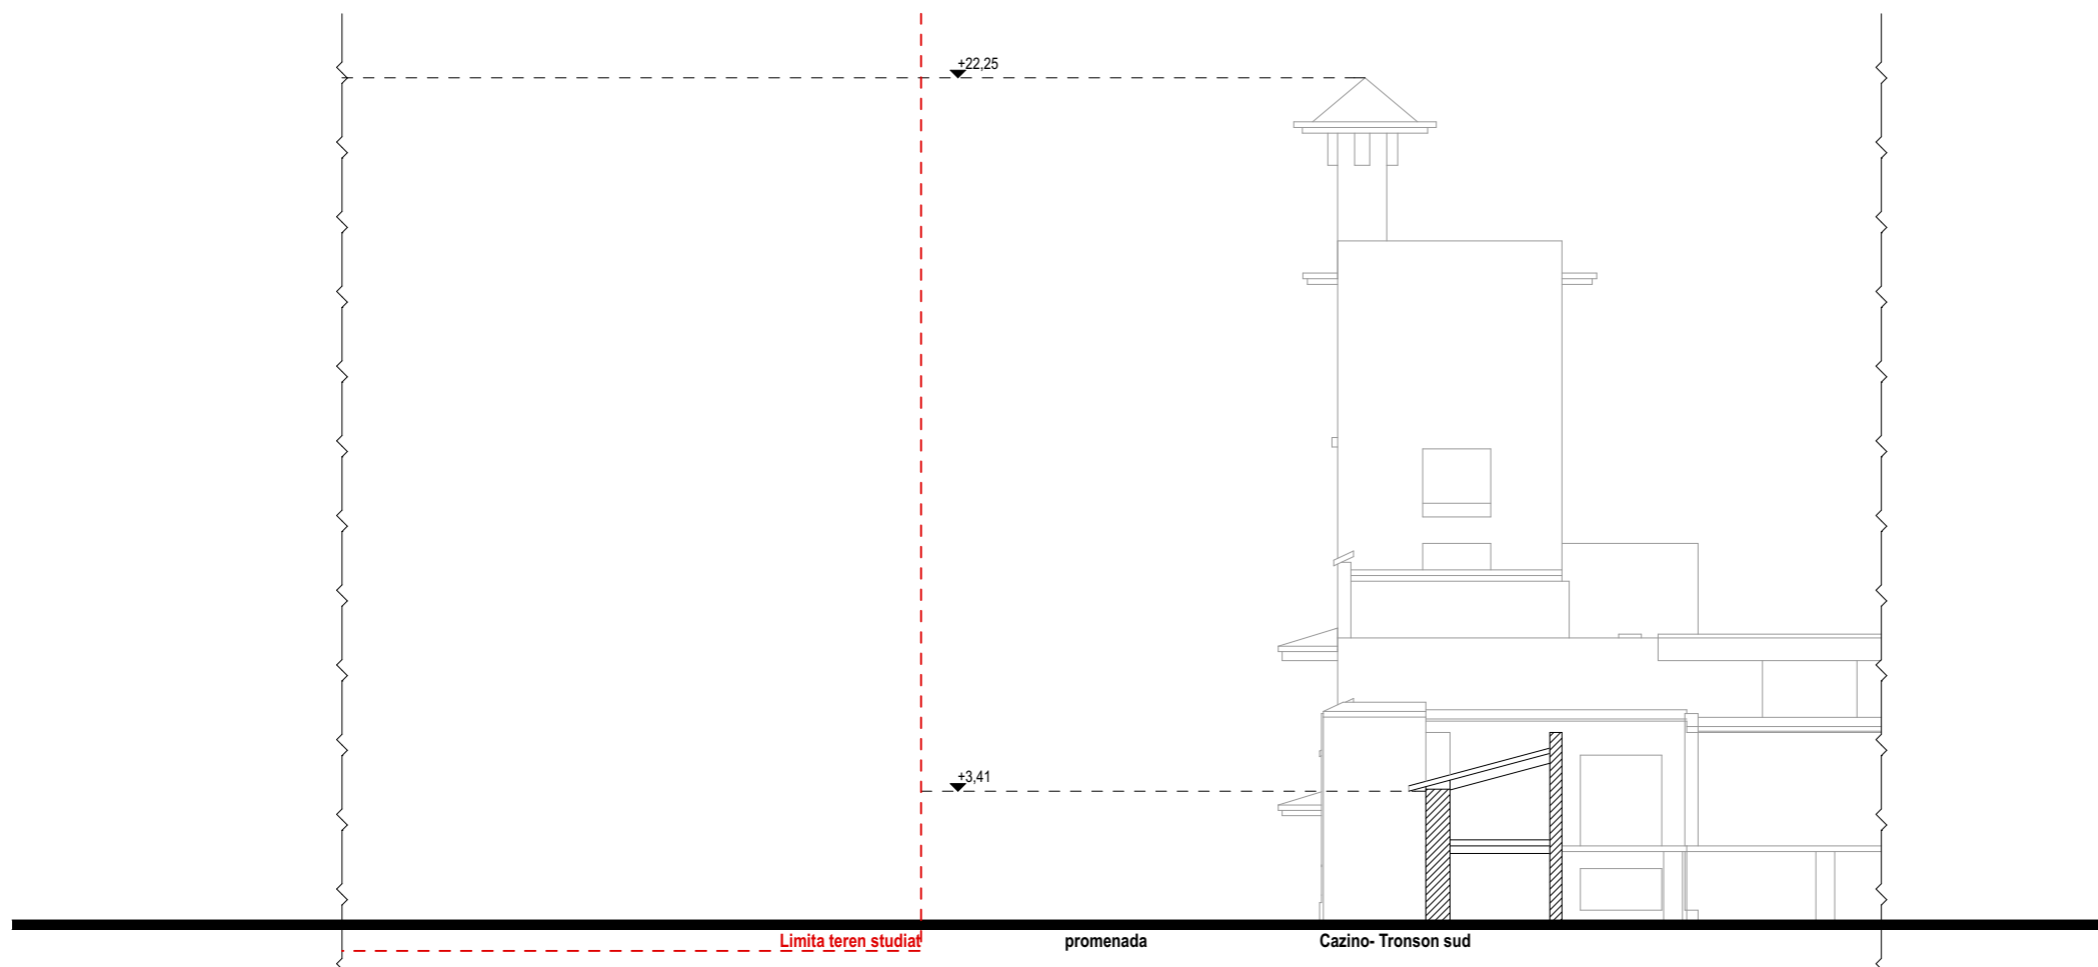 +22,25
+3,41
Limita teren studiat
promenada
Cazino- Tronson sud